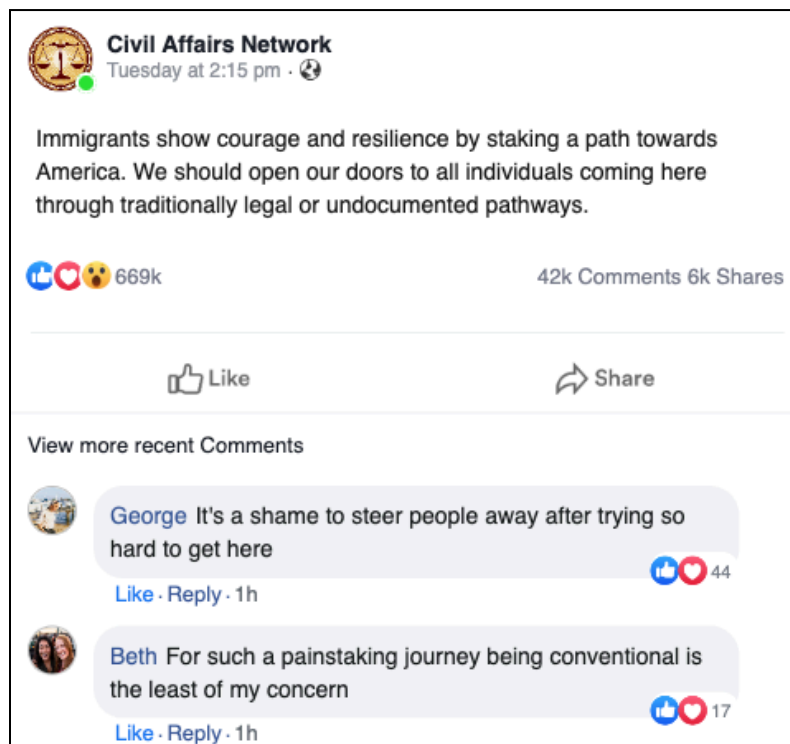 Civil Affairs Network
Tuesday at 2:15 pm ·
Immigrants show courage and resilience by staking a path towards
America. We should open our doors to all individuals coming here
through traditionally legal or undocumented pathways.
669k 42k Comments 6k Shares
Like Share
View more recent Comments
George It's a shame to steer people away after trying so
hard to get here
44
Like · Reply · 1h
Beth For such a painstaking journey being conventional is
the least of my concern
17
Like · Reply · 1h